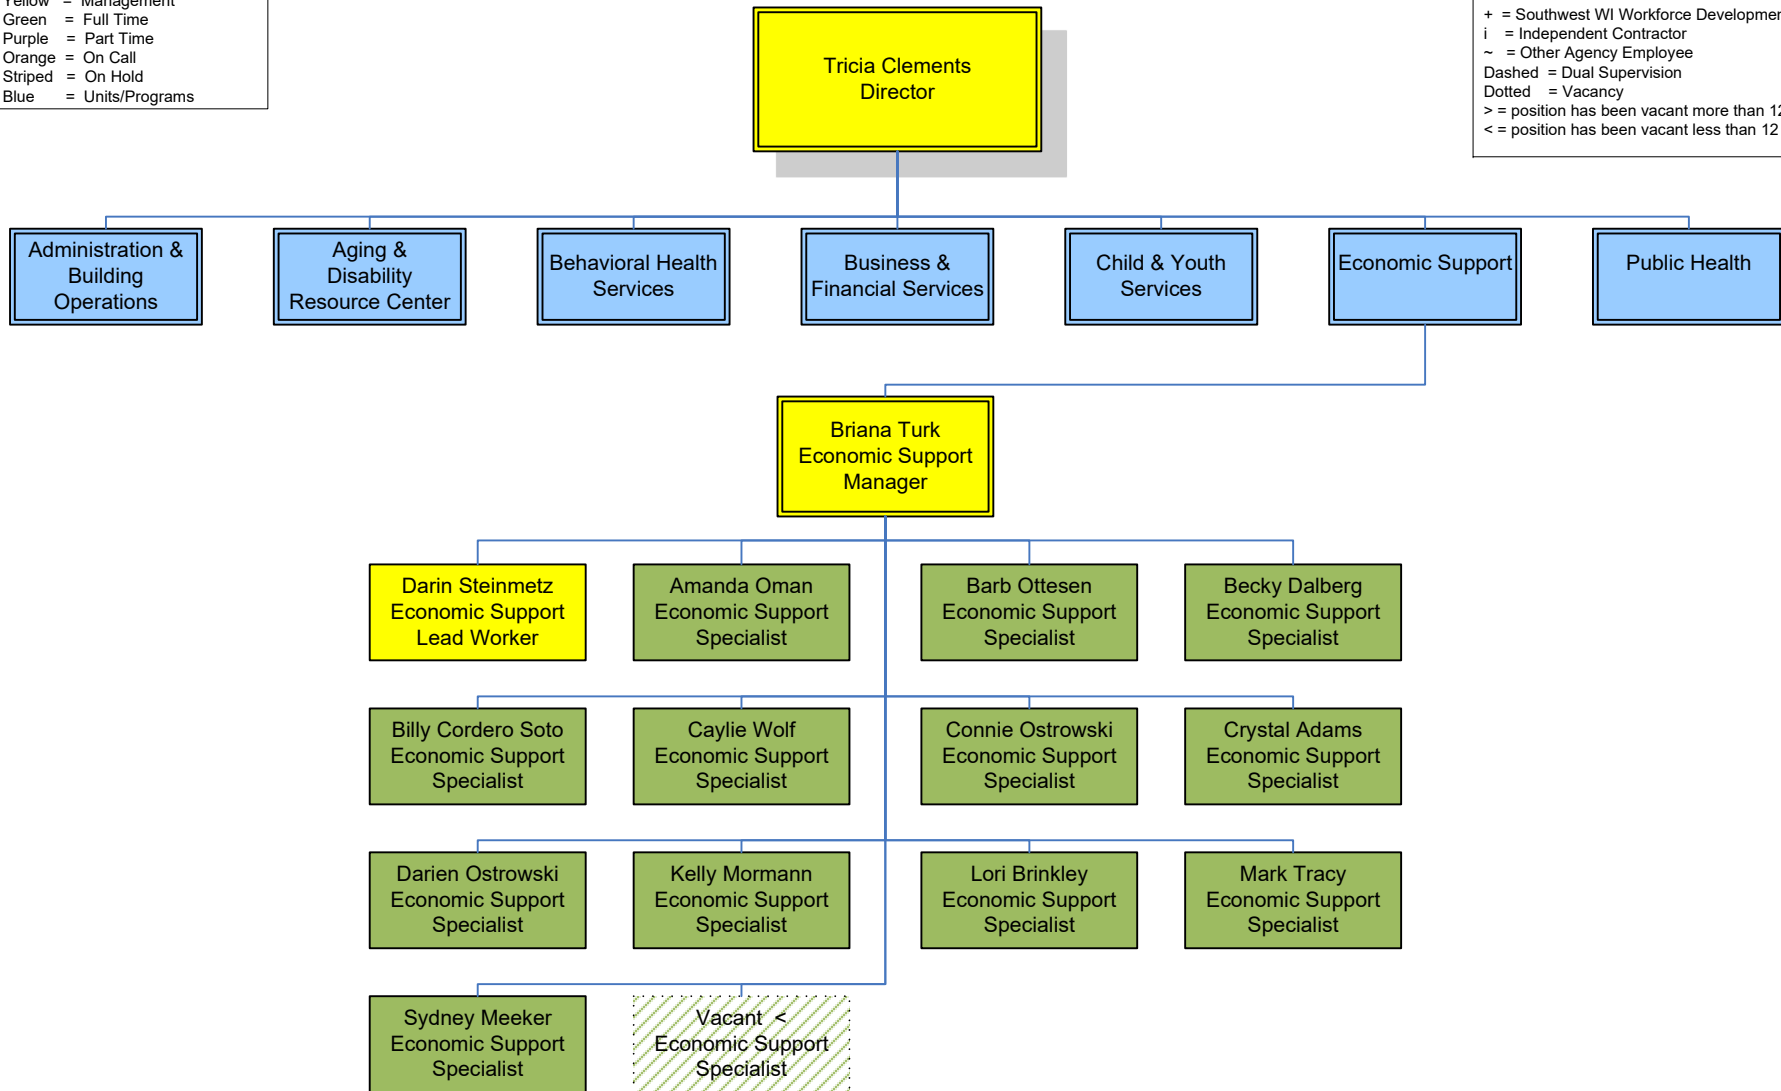 Yellow = Management
Green = Full Time
Purple = Part Time
Orange = On Call
Striped = On Hold
Blue = Units/Programs
+ = Southwest WI Workforce
i = Independent Contractor
~ = Other Agency Employee
Dashed = Dual Supervision
Dotted = Vacancy
> = position has been vacant more than 12
< = position has been vacant less than 12
Tricia Clements
Director
Administration &
Building
Operations
Aging &
Disability
Resource Center
Behavioral Health
Services
Business &
Financial Services
Child & Youth
Services
Economic Support
Public Health
Briana Turk
Economic Support
Manager
Darin Steinmetz
Economic Support
Lead Worker
Amanda Oman
Economic Support
Specialist
Barb Ottesen
Economic Support
Specialist
Becky Dalberg
Economic Support
Specialist
Billy Cordero Soto
Economic Support
Specialist
Caylie Wolf
Economic Support
Specialist
Connie Ostrowski
Economic Support
Specialist
Crystal Adams
Economic Support
Specialist
Darien Ostrowski
Economic Support
Specialist
Kelly Mormann
Economic Support
Specialist
Lori Brinkley
Economic Support
Specialist
Mark Tracy
Economic Support
Specialist
Sydney Meeker
Economic Support
Specialist
Vacant <
Economic Support
Specialist